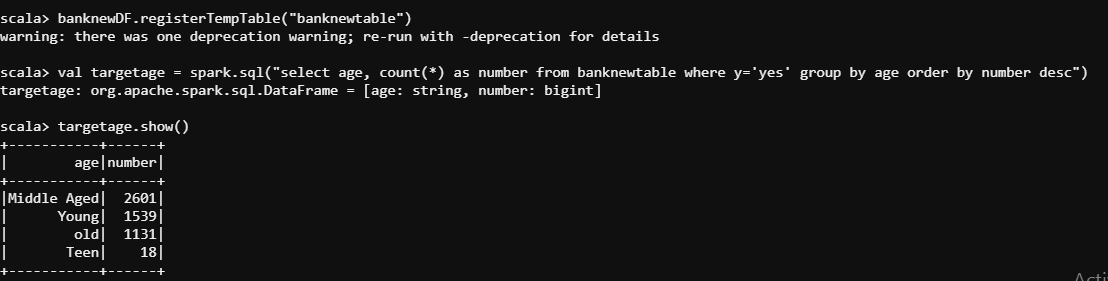 scala> banknewDF.registerTempTable("banknewtable")
warning: there was one deprecation warning; re-run with -deprecation for details
scala> val targetage = spark.sql("select age, count(*) as number from banknewtable where y='yes' group by age order by number desc")
targetage: org.apache.spark.sql.DataFrame = [age: string, number: bigint]
scala> targetage.show()
+-----------+------+
|        age|number|
+-----------+------+
|Middle Aged|  2601|
|      Young|  1539|
|        old|  1131|
|       Teen|    18|
+-----------+------+